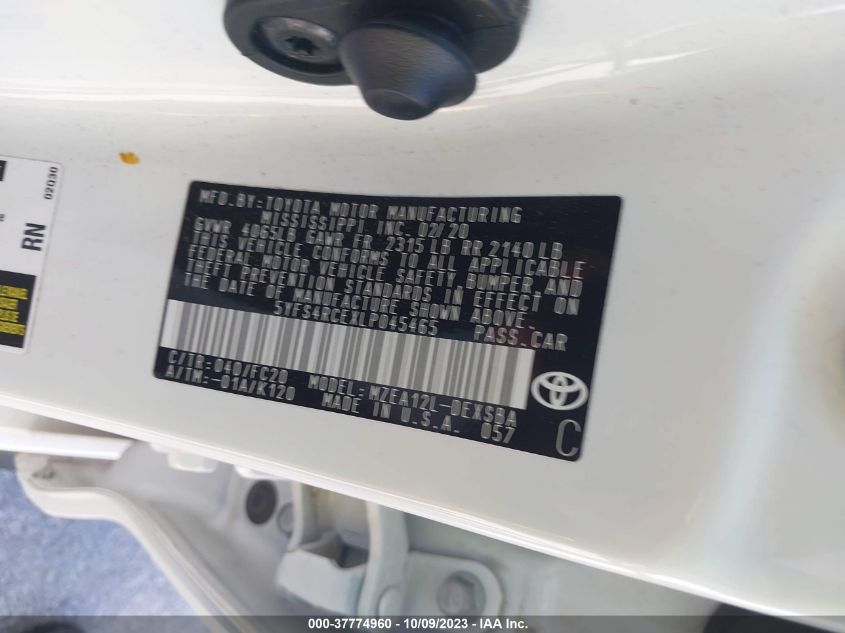 02030
RN
MFD. BY: TOYOTA MOTOR MANUFACTURING
MISSISSIPPI, INC. 02/20
GVWR 4065LB GAWR FR 2315 LB RR 2140 LB
THIS VEHICLE CONFORMS TO ALL APPLICABLE
FEDERAL MOTOR VEHICLE SAFETY, BUMPER, AND
THEFT PREVENTION STANDARDS IN EFFECT ON
THE DATE OF MANUFACTURE SHOWN ABOVE.
5YFS4RCEXLP045465 PASS. CAR
C/TR: 040/FC20 MODEL: MZEA12L-DEXSBA
A/TM: -01A/K120 MADE IN U.S.A. 057
C
000-37774960 - 10/09/2023 - IAA Inc.